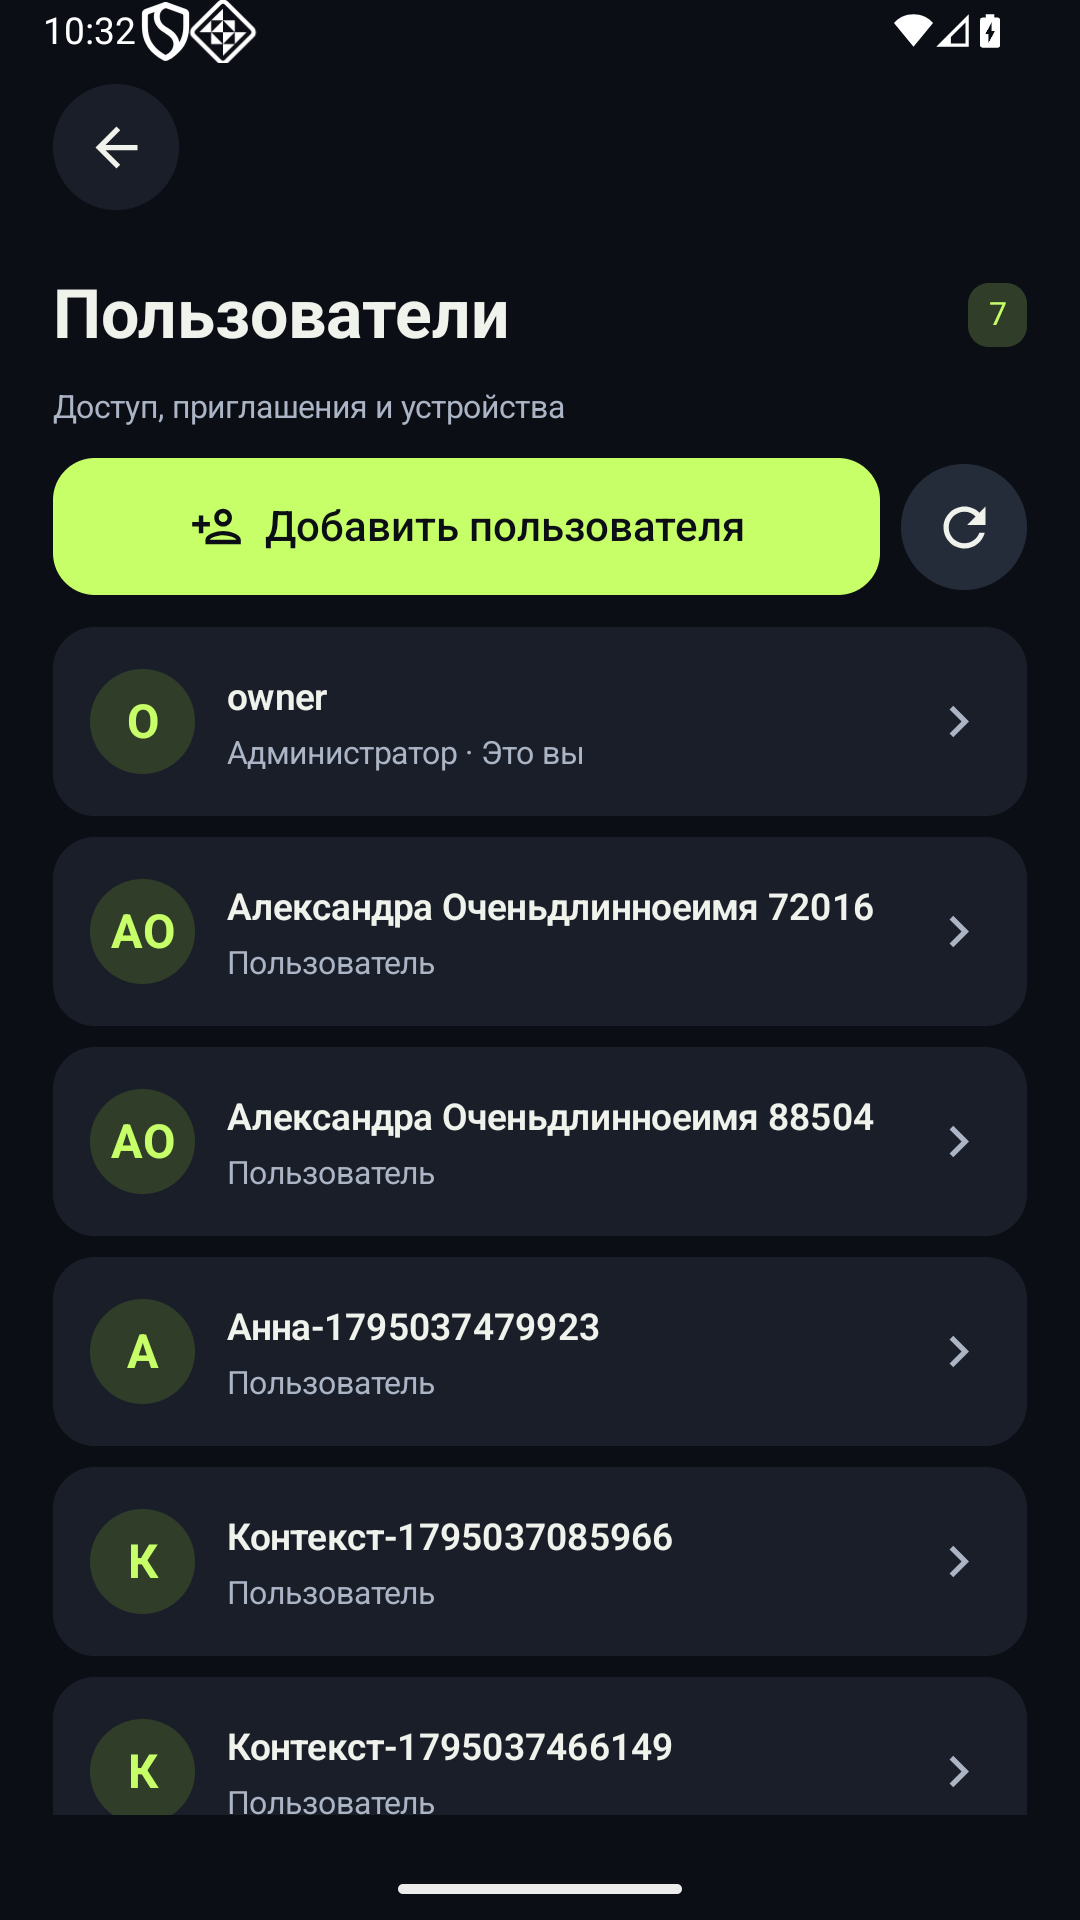 10:32
Пользователи
7
Доступ, приглашения и устройства
Добавить пользователя
O
owner
Администратор · Это вы
АО
Александра Оченьдлинноеимя 72016
Пользователь
АО
Александра Оченьдлинноеимя 88504
Пользователь
А
Анна-1795037479923
Пользователь
К
Контекст-1795037085966
Пользователь
К
Контекст-1795037466149
Пользователь